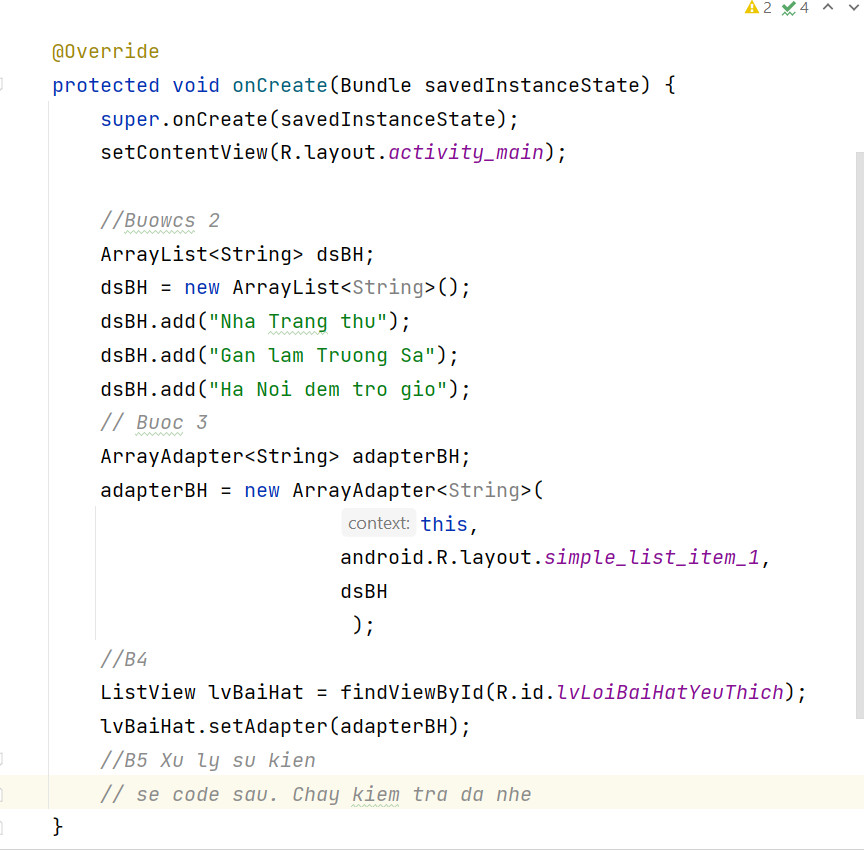 2 4
@Override
protected void onCreate(Bundle savedInstanceState) {
super.onCreate(savedInstanceState);
setContentView(R.layout.activity_main);
//Buowcs 2
ArrayList<String> dsBH;
dsBH = new ArrayList<String>();
dsBH.add("Nha Trang thu");
dsBH.add("Gan lam Truong Sa");
dsBH.add("Ha Noi dem tro gio");
// Buoc 3
ArrayAdapter<String> adapterBH;
adapterBH = new ArrayAdapter<String>(
context: this,
android.R.layout.simple_list_item_1,
dsBH
);
//B4
ListView lvBaiHat = findViewById(R.id.lvLoiBaiHatYeuThich);
lvBaiHat.setAdapter(adapterBH);
//B5 Xu ly su kien
// se code sau. Chay kiem tra da nhe
}